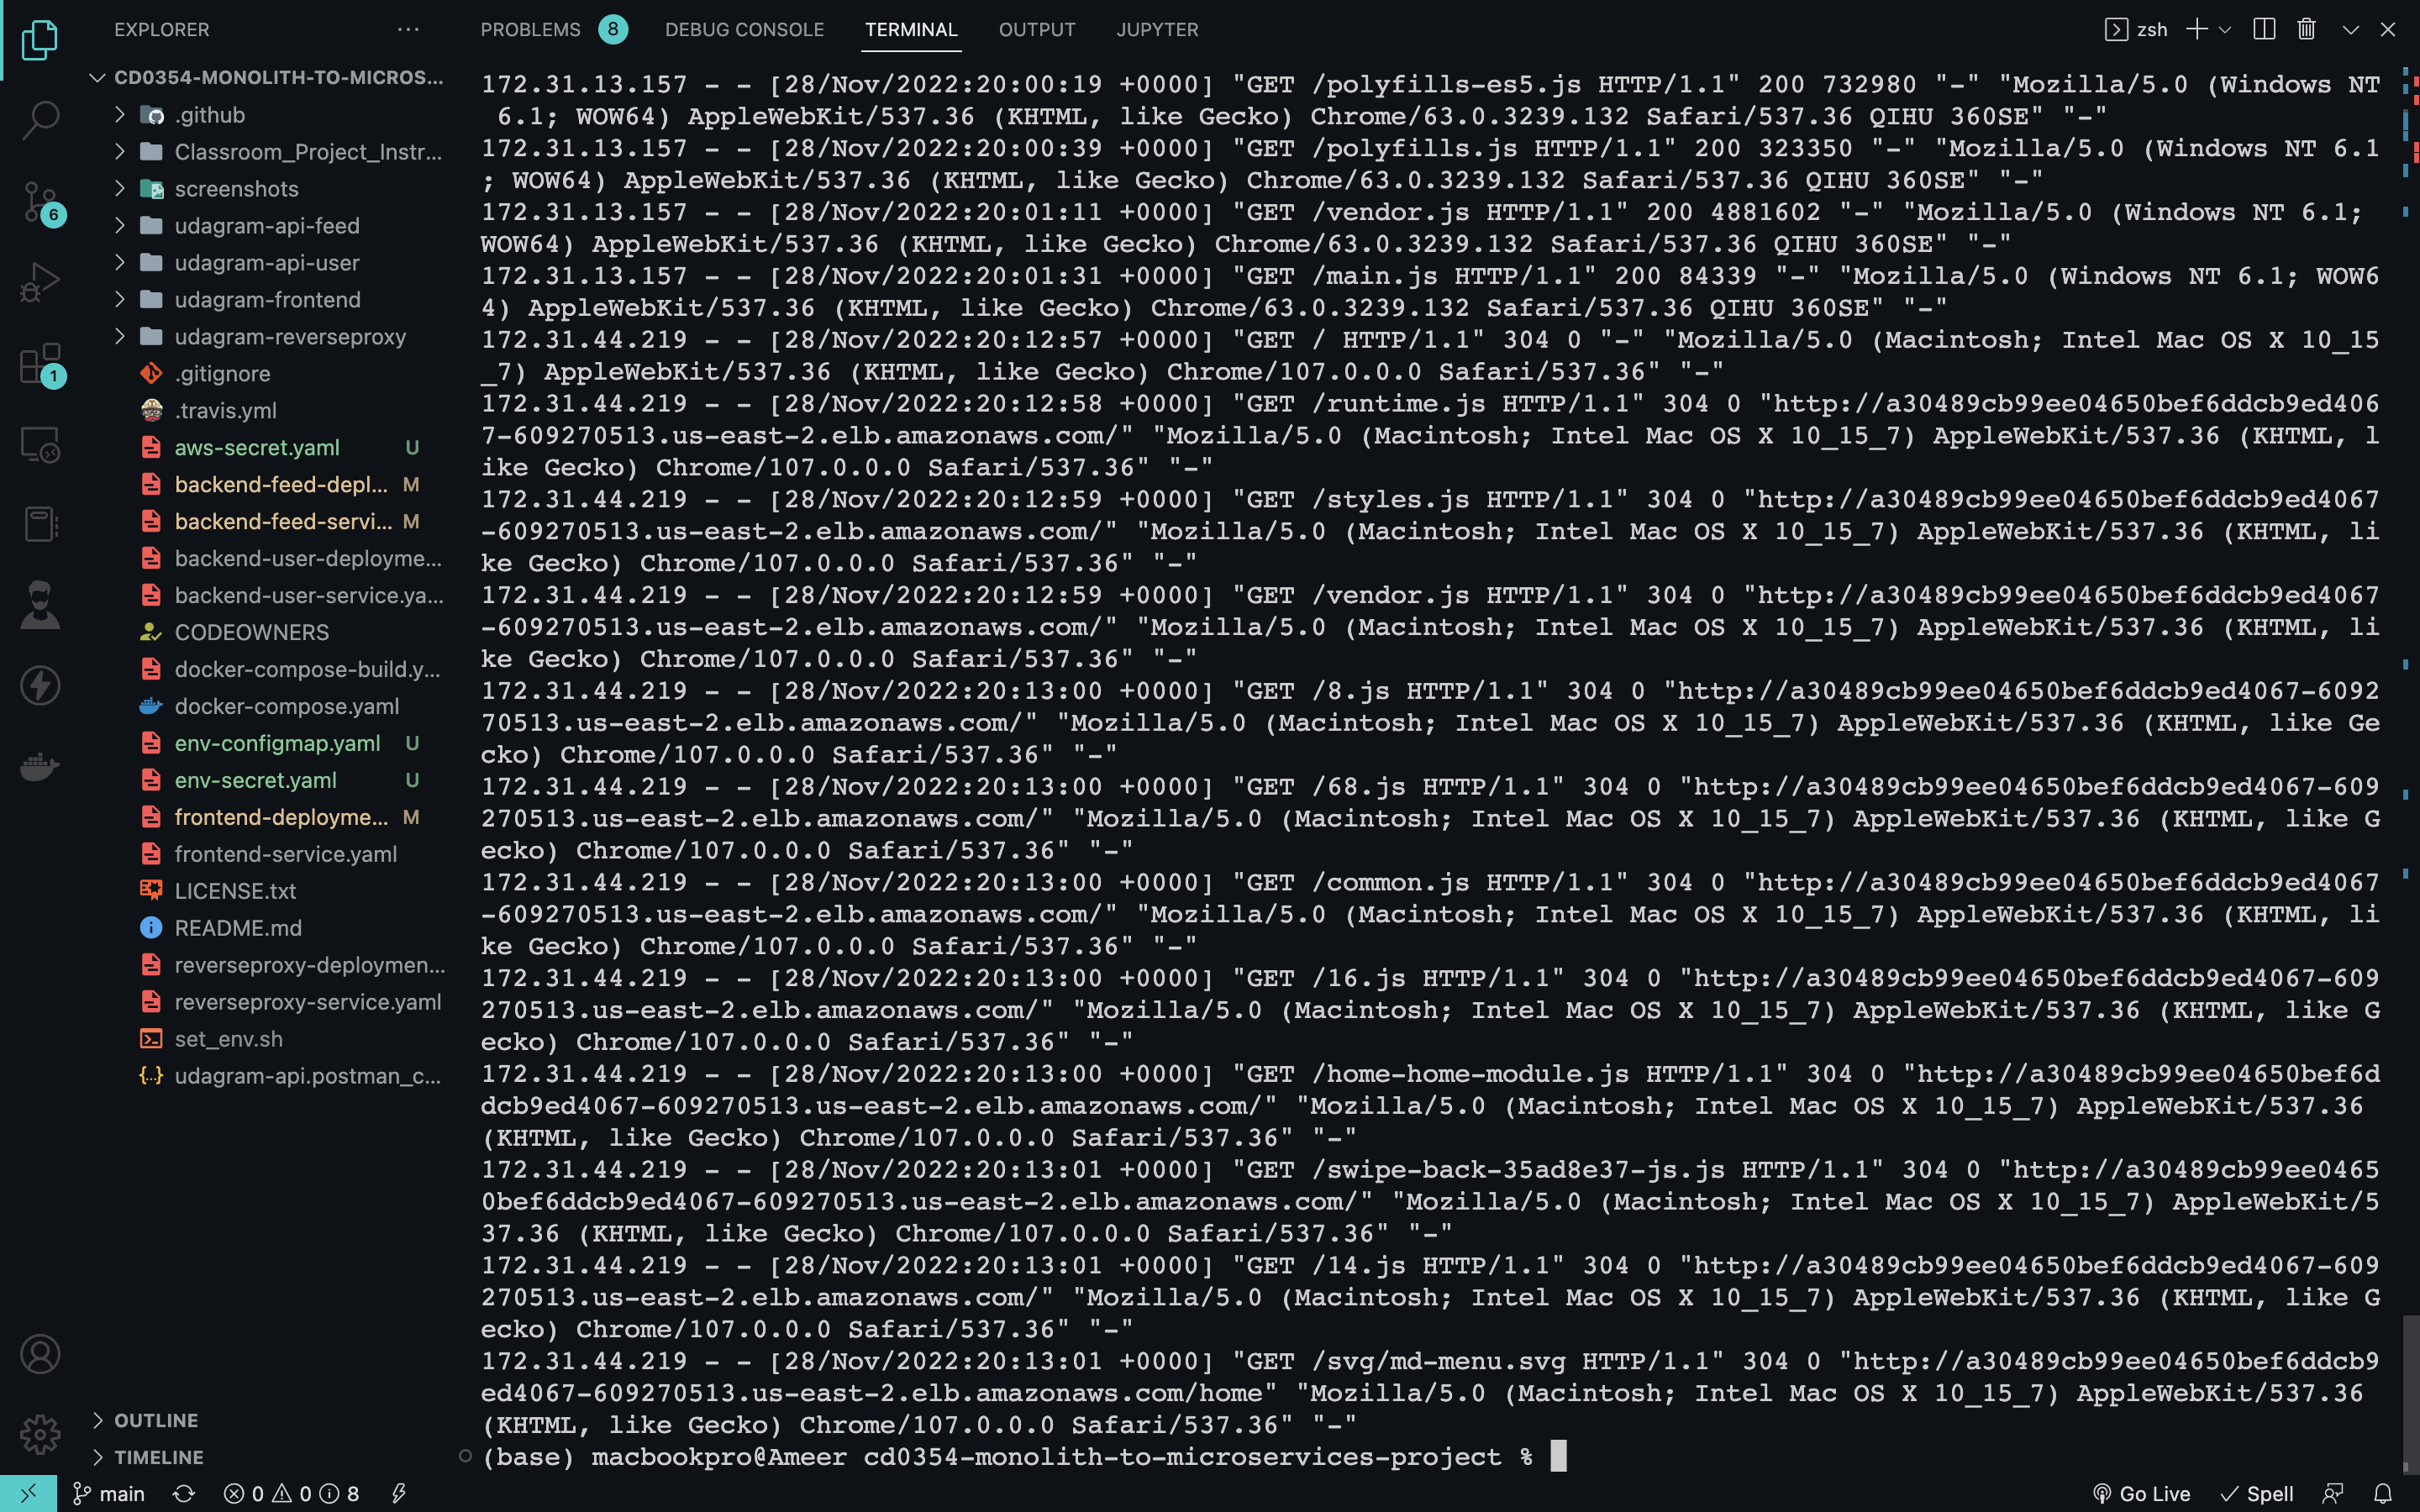 EXPLORER
CD0354-MONOLITH-TO-MICROS...
.github
Classroom_Project_Instr...
screenshots
udagram-api-feed
udagram-api-user
udagram-frontend
udagram-reverseproxy
.gitignore
.travis.yml
aws-secret.yaml U
backend-feed-depl... M
backend-feed-servi... M
backend-user-deployme...
backend-user-service.ya...
CODEOWNERS
docker-compose-build.y...
docker-compose.yaml
env-configmap.yaml U
env-secret.yaml U
frontend-deployme... M
frontend-service.yaml
LICENSE.txt
README.md
reverseproxy-deploymen...
reverseproxy-service.yaml
set_env.sh
udagram-api.postman_c...
OUTLINE
TIMELINE
6
1
PROBLEMS 8 DEBUG CONSOLE TERMINAL OUTPUT JUPYTER zsh
172.31.13.157 - - [28/Nov/2022:20:00:19 +0000] "GET /polyfills-es5.js HTTP/1.1" 200 732980 "-" "Mozilla/5.0 (Windows NT
6.1; WOW64) AppleWebKit/537.36 (KHTML, like Gecko) Chrome/63.0.3239.132 Safari/537.36 QIHU 360SE" "-"
172.31.13.157 - - [28/Nov/2022:20:00:39 +0000] "GET /polyfills.js HTTP/1.1" 200 323350 "-" "Mozilla/5.0 (Windows NT 6.1
; WOW64) AppleWebKit/537.36 (KHTML, like Gecko) Chrome/63.0.3239.132 Safari/537.36 QIHU 360SE" "-"
172.31.13.157 - - [28/Nov/2022:20:01:11 +0000] "GET /vendor.js HTTP/1.1" 200 4881602 "-" "Mozilla/5.0 (Windows NT 6.1;
WOW64) AppleWebKit/537.36 (KHTML, like Gecko) Chrome/63.0.3239.132 Safari/537.36 QIHU 360SE" "-"
172.31.13.157 - - [28/Nov/2022:20:01:31 +0000] "GET /main.js HTTP/1.1" 200 84339 "-" "Mozilla/5.0 (Windows NT 6.1; WOW6
4) AppleWebKit/537.36 (KHTML, like Gecko) Chrome/63.0.3239.132 Safari/537.36 QIHU 360SE" "-"
172.31.44.219 - - [28/Nov/2022:20:12:57 +0000] "GET / HTTP/1.1" 304 0 "-" "Mozilla/5.0 (Macintosh; Intel Mac OS X 10_15
_7) AppleWebKit/537.36 (KHTML, like Gecko) Chrome/107.0.0.0 Safari/537.36" "-"
172.31.44.219 - - [28/Nov/2022:20:12:58 +0000] "GET /runtime.js HTTP/1.1" 304 0 "http://a30489cb99ee04650bef6ddcb9ed406
7-609270513.us-east-2.elb.amazonaws.com/" "Mozilla/5.0 (Macintosh; Intel Mac OS X 10_15_7) AppleWebKit/537.36 (KHTML, l
ike Gecko) Chrome/107.0.0.0 Safari/537.36" "-"
172.31.44.219 - - [28/Nov/2022:20:12:59 +0000] "GET /styles.js HTTP/1.1" 304 0 "http://a30489cb99ee04650bef6ddcb9ed4067
-609270513.us-east-2.elb.amazonaws.com/" "Mozilla/5.0 (Macintosh; Intel Mac OS X 10_15_7) AppleWebKit/537.36 (KHTML, li
ke Gecko) Chrome/107.0.0.0 Safari/537.36" "-"
172.31.44.219 - - [28/Nov/2022:20:12:59 +0000] "GET /vendor.js HTTP/1.1" 304 0 "http://a30489cb99ee04650bef6ddcb9ed4067
-609270513.us-east-2.elb.amazonaws.com/" "Mozilla/5.0 (Macintosh; Intel Mac OS X 10_15_7) AppleWebKit/537.36 (KHTML, li
ke Gecko) Chrome/107.0.0.0 Safari/537.36" "-"
172.31.44.219 - - [28/Nov/2022:20:13:00 +0000] "GET /8.js HTTP/1.1" 304 0 "http://a30489cb99ee04650bef6ddcb9ed4067-6092
70513.us-east-2.elb.amazonaws.com/" "Mozilla/5.0 (Macintosh; Intel Mac OS X 10_15_7) AppleWebKit/537.36 (KHTML, like Ge
cko) Chrome/107.0.0.0 Safari/537.36" "-"
172.31.44.219 - - [28/Nov/2022:20:13:00 +0000] "GET /68.js HTTP/1.1" 304 0 "http://a30489cb99ee04650bef6ddcb9ed4067-609
270513.us-east-2.elb.amazonaws.com/" "Mozilla/5.0 (Macintosh; Intel Mac OS X 10_15_7) AppleWebKit/537.36 (KHTML, like G
ecko) Chrome/107.0.0.0 Safari/537.36" "-"
172.31.44.219 - - [28/Nov/2022:20:13:00 +0000] "GET /common.js HTTP/1.1" 304 0 "http://a30489cb99ee04650bef6ddcb9ed4067
-609270513.us-east-2.elb.amazonaws.com/" "Mozilla/5.0 (Macintosh; Intel Mac OS X 10_15_7) AppleWebKit/537.36 (KHTML, li
ke Gecko) Chrome/107.0.0.0 Safari/537.36" "-"
172.31.44.219 - - [28/Nov/2022:20:13:00 +0000] "GET /16.js HTTP/1.1" 304 0 "http://a30489cb99ee04650bef6ddcb9ed4067-609
270513.us-east-2.elb.amazonaws.com/" "Mozilla/5.0 (Macintosh; Intel Mac OS X 10_15_7) AppleWebKit/537.36 (KHTML, like G
ecko) Chrome/107.0.0.0 Safari/537.36" "-"
172.31.44.219 - - [28/Nov/2022:20:13:00 +0000] "GET /home-home-module.js HTTP/1.1" 304 0 "http://a30489cb99ee04650bef6d
dcb9ed4067-609270513.us-east-2.elb.amazonaws.com/" "Mozilla/5.0 (Macintosh; Intel Mac OS X 10_15_7) AppleWebKit/537.36
(KHTML, like Gecko) Chrome/107.0.0.0 Safari/537.36" "-"
172.31.44.219 - - [28/Nov/2022:20:13:01 +0000] "GET /swipe-back-35ad8e37-js.js HTTP/1.1" 304 0 "http://a30489cb99ee0465
0bef6ddcb9ed4067-609270513.us-east-2.elb.amazonaws.com/" "Mozilla/5.0 (Macintosh; Intel Mac OS X 10_15_7) AppleWebKit/5
37.36 (KHTML, like Gecko) Chrome/107.0.0.0 Safari/537.36" "-"
172.31.44.219 - - [28/Nov/2022:20:13:01 +0000] "GET /14.js HTTP/1.1" 304 0 "http://a30489cb99ee04650bef6ddcb9ed4067-609
270513.us-east-2.elb.amazonaws.com/" "Mozilla/5.0 (Macintosh; Intel Mac OS X 10_15_7) AppleWebKit/537.36 (KHTML, like G
ecko) Chrome/107.0.0.0 Safari/537.36" "-"
172.31.44.219 - - [28/Nov/2022:20:13:01 +0000] "GET /svg/md-menu.svg HTTP/1.1" 304 0 "http://a30489cb99ee04650bef6ddcb9
ed4067-609270513.us-east-2.elb.amazonaws.com/home" "Mozilla/5.0 (Macintosh; Intel Mac OS X 10_15_7) AppleWebKit/537.36
(KHTML, like Gecko) Chrome/107.0.0.0 Safari/537.36" "-"
(base) macbookpro@Ameer cd0354-monolith-to-microservices-project %
main 0 0 8 Go Live Spell